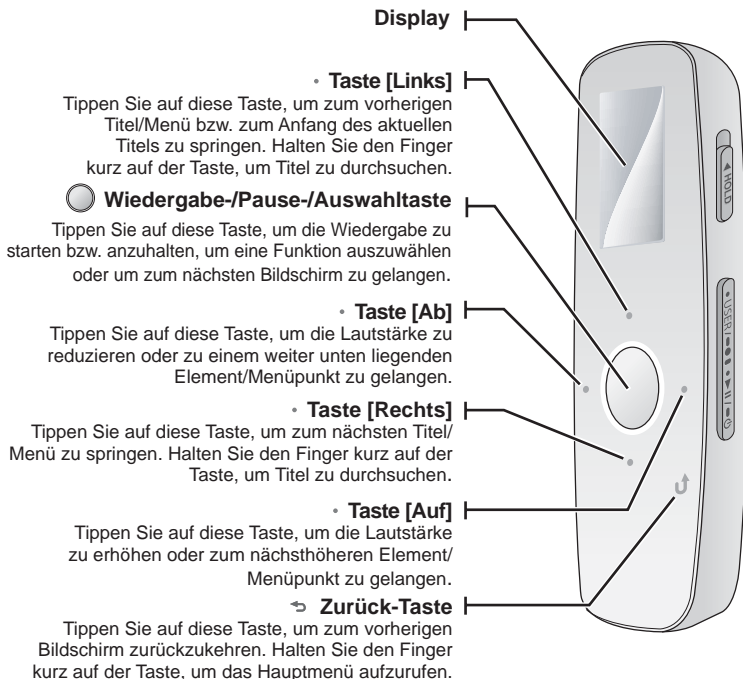 Display
• Taste [Links]
Tippen Sie auf diese Taste, um zum vorherigen
Titel/Menü bzw. zum Anfang des aktuellen
Titels zu springen. Halten Sie den Finger
kurz auf der Taste, um Titel zu durchsuchen.
Wiedergabe-/Pause-/Auswahltaste
Tippen Sie auf diese Taste, um die Wiedergabe zu
starten bzw. anzuhalten, um eine Funktion auszuwählen
oder um zum nächsten Bildschirm zu gelangen.
• Taste [Ab]
Tippen Sie auf diese Taste, um die Lautstärke zu
reduzieren oder zu einem weiter unten liegenden
Element/Menüpunkt zu gelangen.
• Taste [Rechts]
Tippen Sie auf diese Taste, um zum nächsten Titel/
Menü zu springen. Halten Sie den Finger kurz auf der
Taste, um Titel zu durchsuchen.
• Taste [Auf]
Tippen Sie auf diese Taste, um die Lautstärke
zu erhöhen oder zum nächsthöheren Element/
Menüpunkt zu gelangen.
Zurück-Taste
Tippen Sie auf diese Taste, um zum vorherigen
Bildschirm zurückzukehren. Halten Sie den Finger
kurz auf der Taste, um das Hauptmenü aufzurufen.
◀ HOLD
• USER/